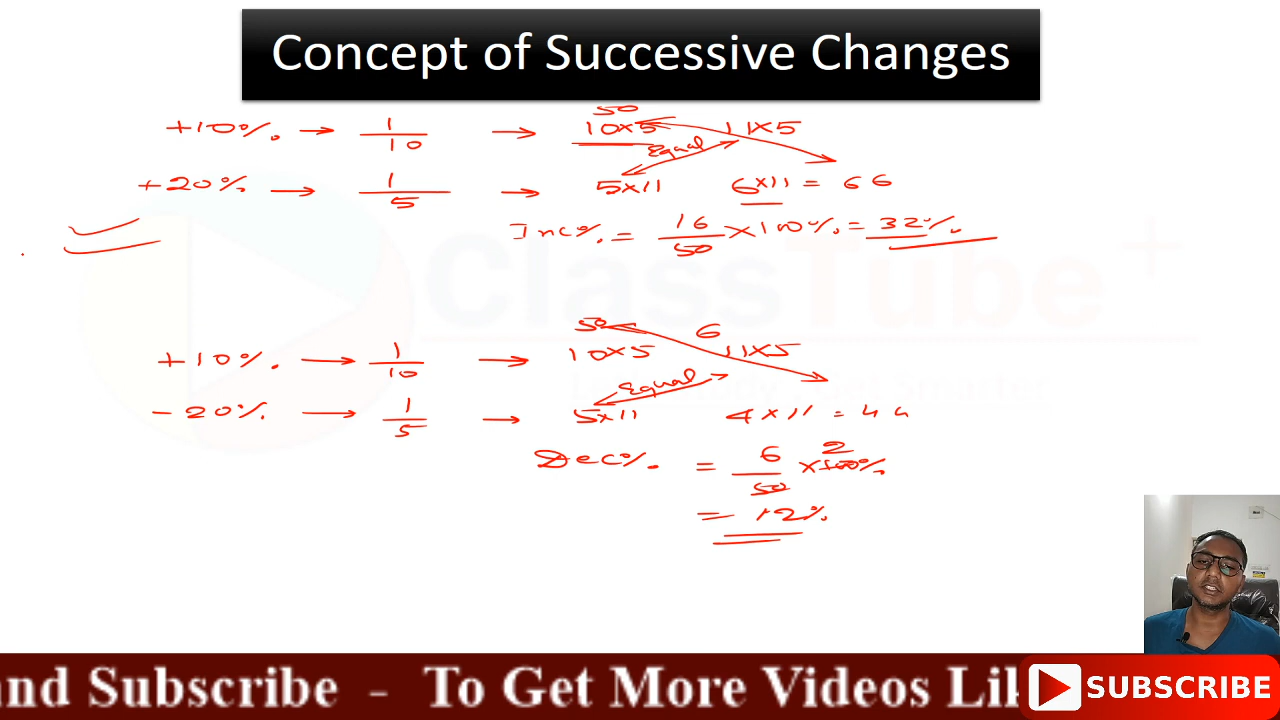 Concept of Successive Changes
50
+10%. → 1/10 → 10×5 11×5
Equal
+20% → 1/5 → 5×11 6×11 = 66
Inc%. = 16/50 ×100%. = 32%.
ClassTube+
50 6
+10%. → 1/10 → 10×5 11×5
Equal
-20% → 1/5 → 5×11 4×11 = 44
Dec%. = 6/50 ×100% 2
= 12%.
and Subscribe - To Get More Videos Lik
SUBSCRIBE